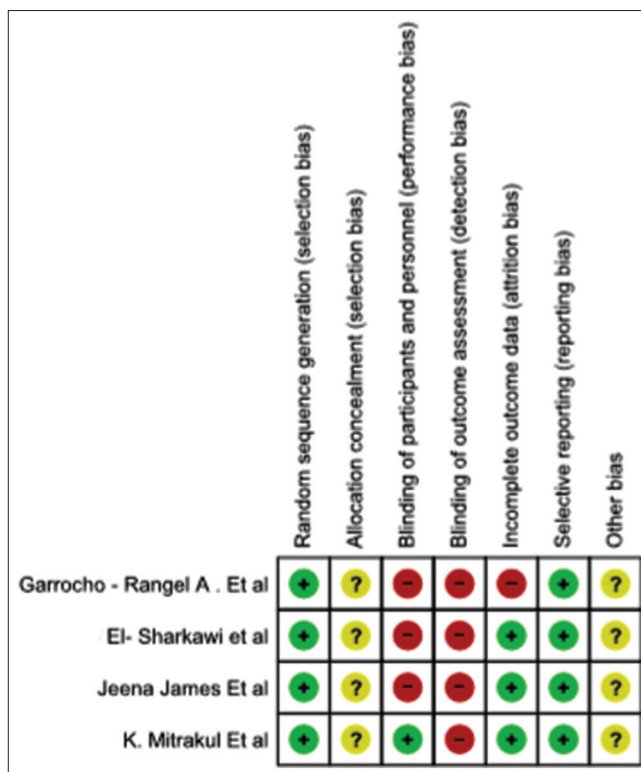 Random sequence generation (selection bias)
Allocation concealment (selection bias)
Blinding of participants and personnel (performance bias)
Blinding of outcome assessment (detection bias)
Incomplete outcome data (attrition bias)
Selective reporting (reporting bias)
Other bias
Garrocho - Rangel A . Et al + ? - - - + ?
El- Sharkawi et al + ? - - + + ?
Jeena James Et al + ? - - + + ?
K. Mitrakul Et al + ? + - + + ?